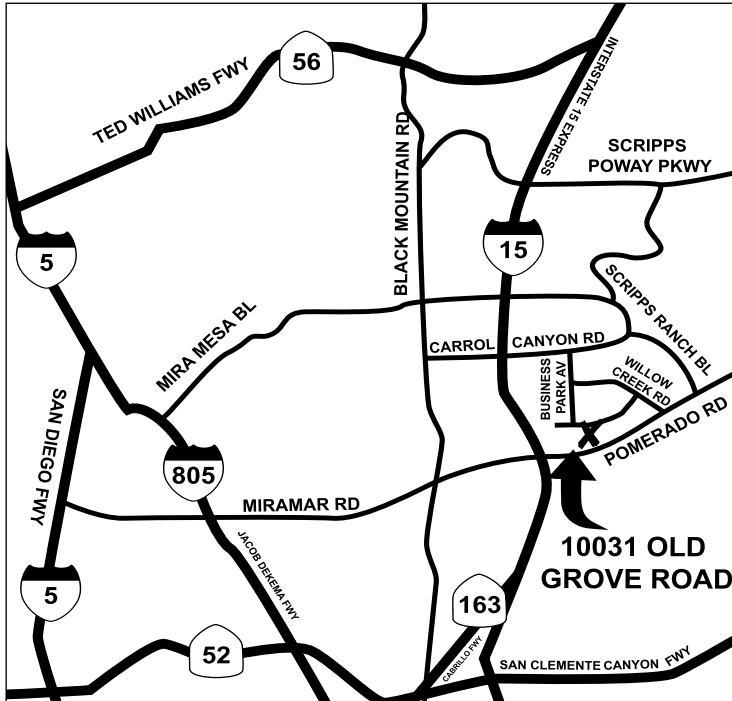 56
TED WILLIAMS FWY
INTERSTATE 15 EXPRESS
BLACK MOUNTAIN RD
SCRIPPS
POWAY PKWY
5
15
SCRIPPS RANCH BL
MIRA MESA BL
CARROL CANYON RD
BUSINESS
PARK AV
WILLOW
CREEK RD
POMERADO RD
SAN DIEGO FWY
805
MIRAMAR RD
X
10031 OLD
GROVE ROAD
JACOB DEKEMA FWY
5
163
CABRILLO FWY
52
SAN CLEMENTE CANYON FWY